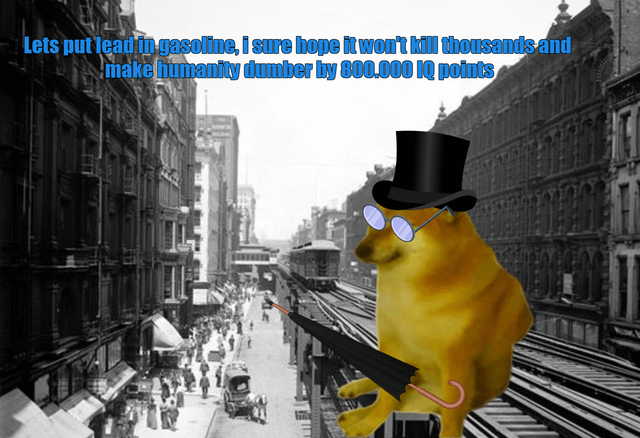 Lets put lead in gasoline, i sure hope it won't kill thousands and
make humanity dumber by 800.000 IQ points